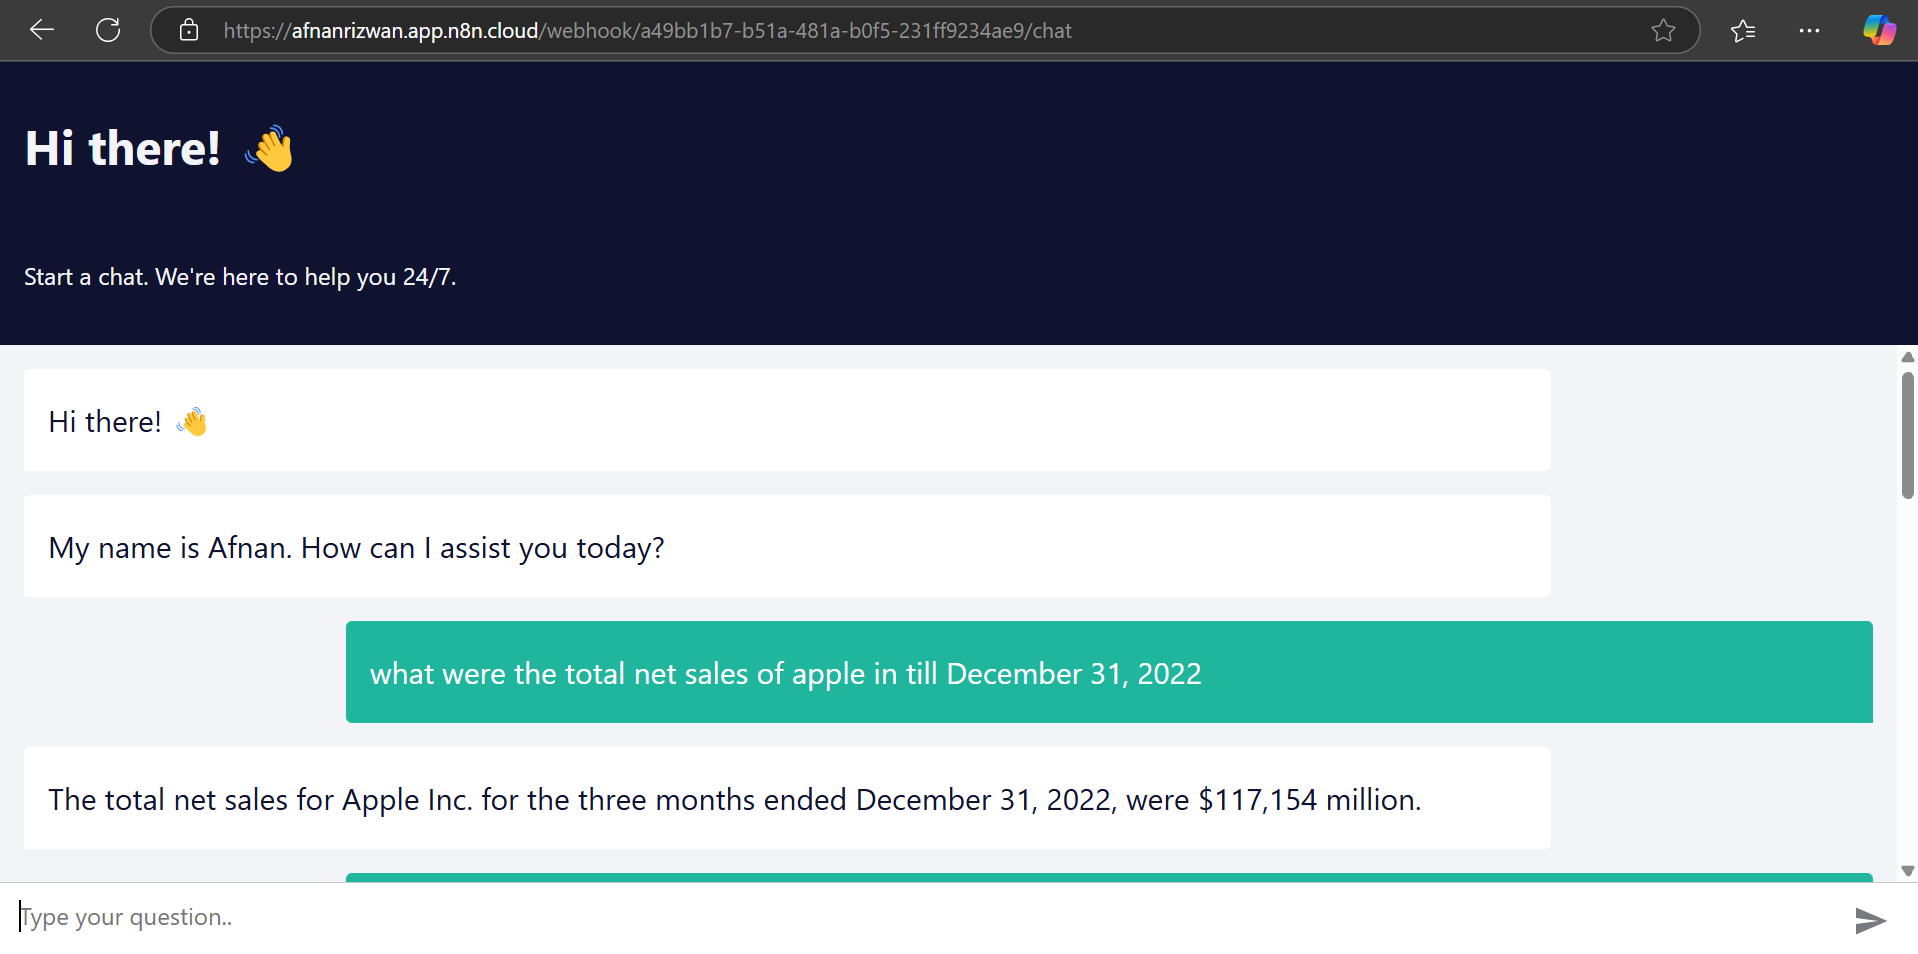 https://afnanrizwan.app.n8n.cloud/webhook/a49bb1b7-b51a-481a-b0f5-231ff9234ae9/chat
Hi there! 👋
Start a chat. We're here to help you 24/7.
Hi there! 👋
My name is Afnan. How can I assist you today?
what were the total net sales of apple in till December 31, 2022
The total net sales for Apple Inc. for the three months ended December 31, 2022, were $117,154 million.
Type your question..